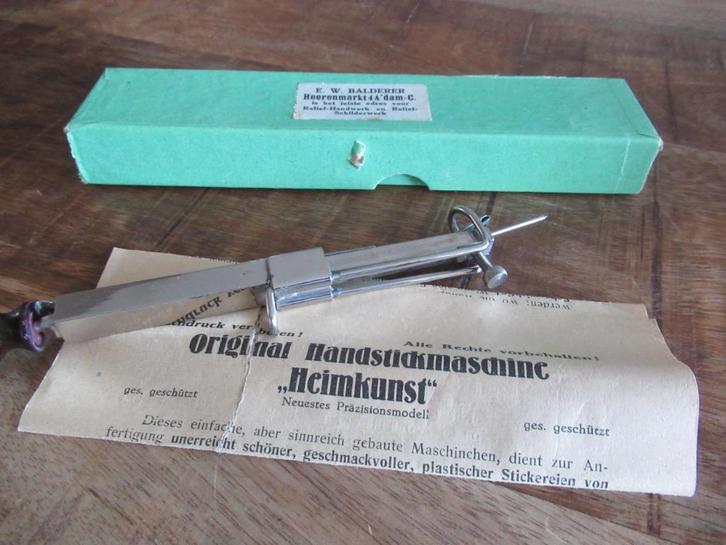 E. W. BALDERER
Heerenmarkt 4 A'dam-C.
is het juiste adres voor
Relief-Handwerk en Relief-
Schilderwerk
Alle Rechte vorbehalten!
Original Handstickmaschine
„Heimkunst“
Neuestes Präzisionsmodell
ges. geschützt
ges. geschützt
Dieses einfache, aber sinnreich gebaute Maschinchen, dient zur An-
fertigung unerreicht schöner, geschmackvoller, plastischer Stickereien von